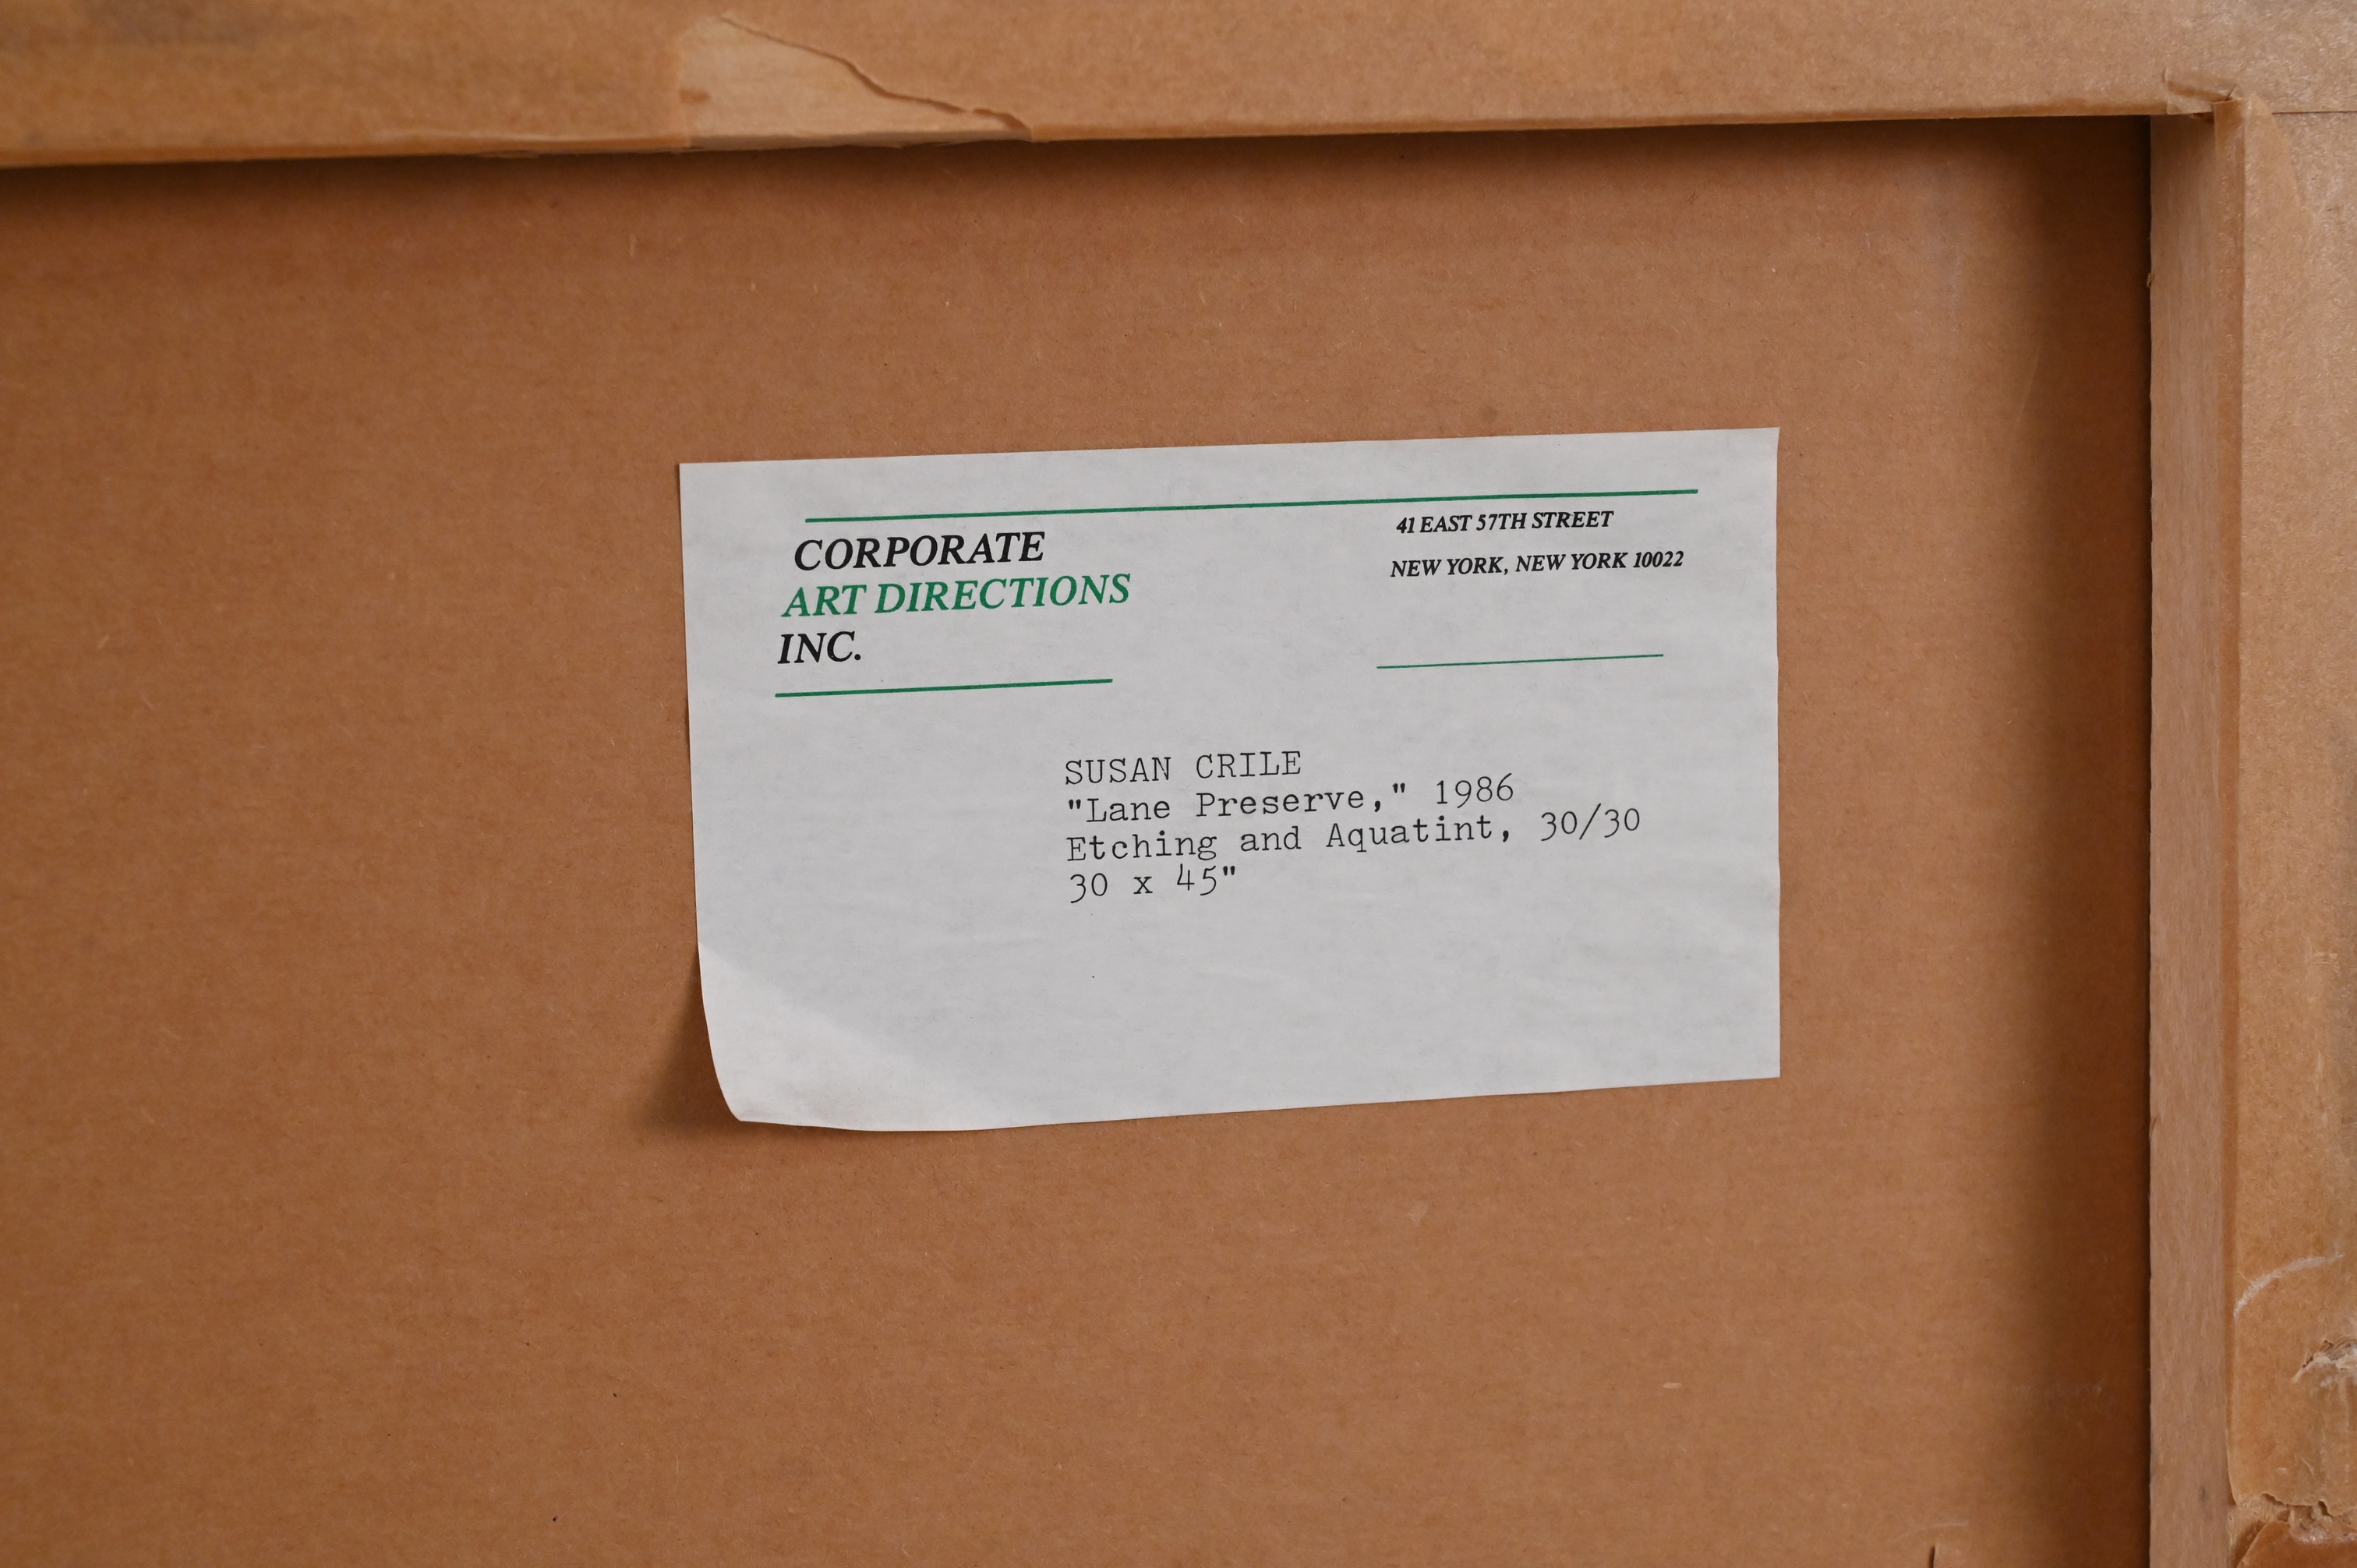 CORPORATE
ART DIRECTIONS
INC.
41 EAST 57TH STREET
NEW YORK, NEW YORK 10022
SUSAN CRILE
"Lane Preserve," 1986
Etching and Aquatint, 30/30
30 x 45"